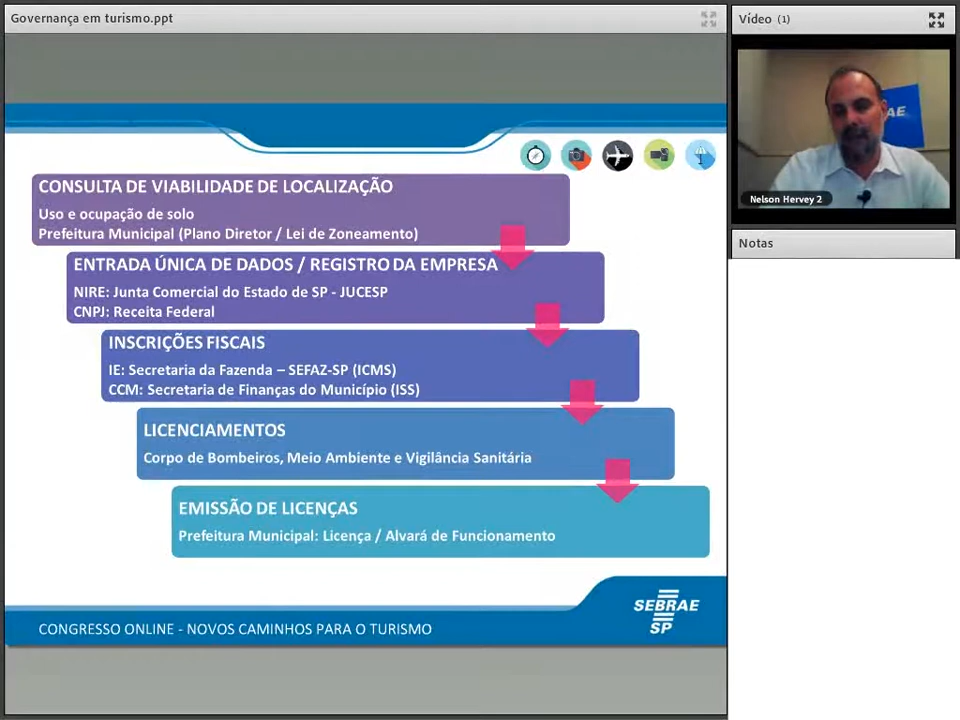 Governança em turismo.ppt
Vídeo (1)
EAE
Nelson Hervey 2
Notas
CONSULTA DE VIABILIDADE DE LOCALIZAÇÃO
Uso e ocupação de solo
Prefeitura Municipal (Plano Diretor / Lei de Zoneamento)
ENTRADA ÚNICA DE DADOS / REGISTRO DA EMPRESA
NIRE: Junta Comercial do Estado de SP - JUCESP
CNPJ: Receita Federal
INSCRIÇÕES FISCAIS
IE: Secretaria da Fazenda – SEFAZ-SP (ICMS)
CCM: Secretaria de Finanças do Município (ISS)
LICENCIAMENTOS
Corpo de Bombeiros, Meio Ambiente e Vigilância Sanitária
EMISSÃO DE LICENÇAS
Prefeitura Municipal: Licença / Alvará de Funcionamento
CONGRESSO ONLINE - NOVOS CAMINHOS PARA O TURISMO
SEBRAE
SP